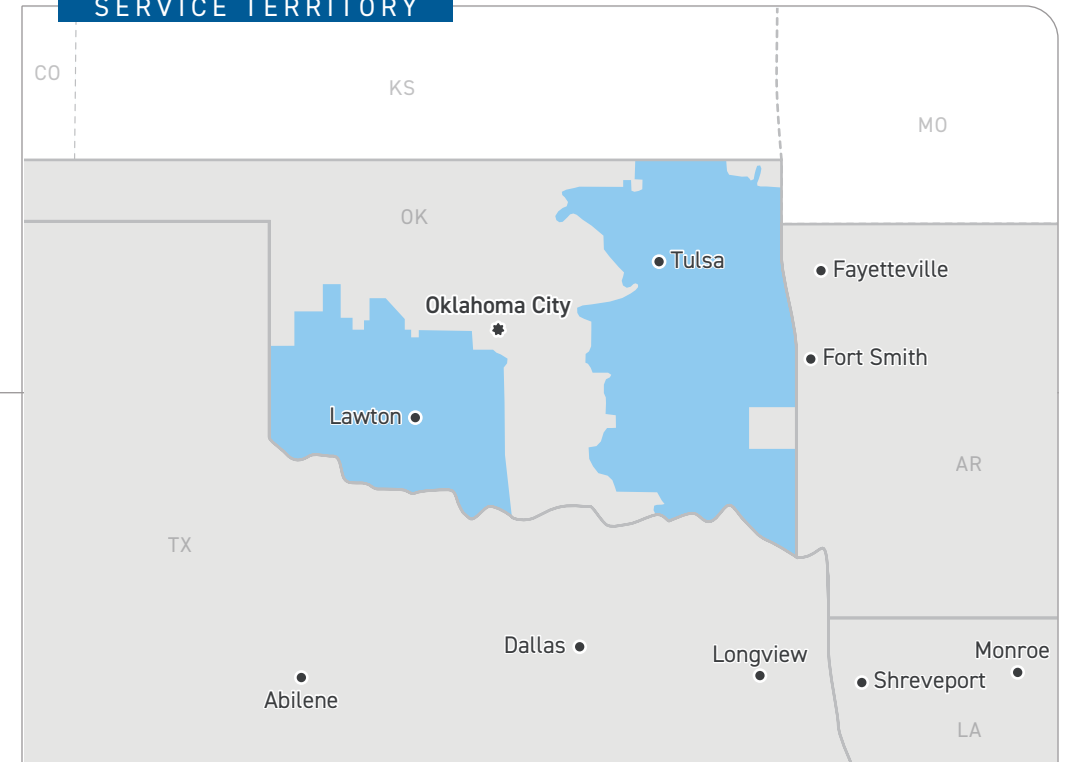 SERVICE TERRITORY
CO
KS
MO
OK
Tulsa
Fayetteville
Oklahoma City
Fort Smith
Lawton
AR
TX
Dallas
Longview
Monroe
Abilene
Shreveport
LA